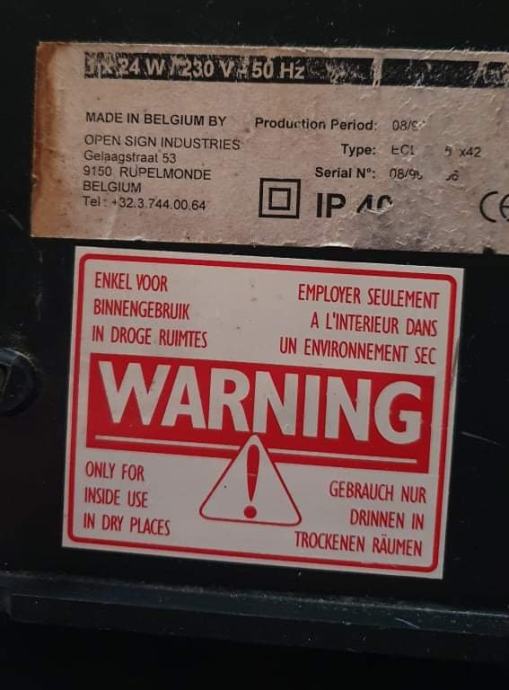 24 W / 230 V - 50 Hz
MADE IN BELGIUM BY
OPEN SIGN INDUSTRIES
Gelaagstraat 53
9150 RUPELMONDE
BELGIUM
Tel : +32.3.744.00.64
Production Period:
Type: x42
Serial N°:
IP 40
CE
ENKEL VOOR
BINNENGEBRUIK
IN DROGE RUIMTES
EMPLOYER SEULEMENT
A L'INTERIEUR DANS
UN ENVIRONNEMENT SEC
WARNING
ONLY FOR
INSIDE USE
IN DRY PLACES
GEBRAUCH NUR
DRINNEN IN
TROCKENEN RÄUMEN